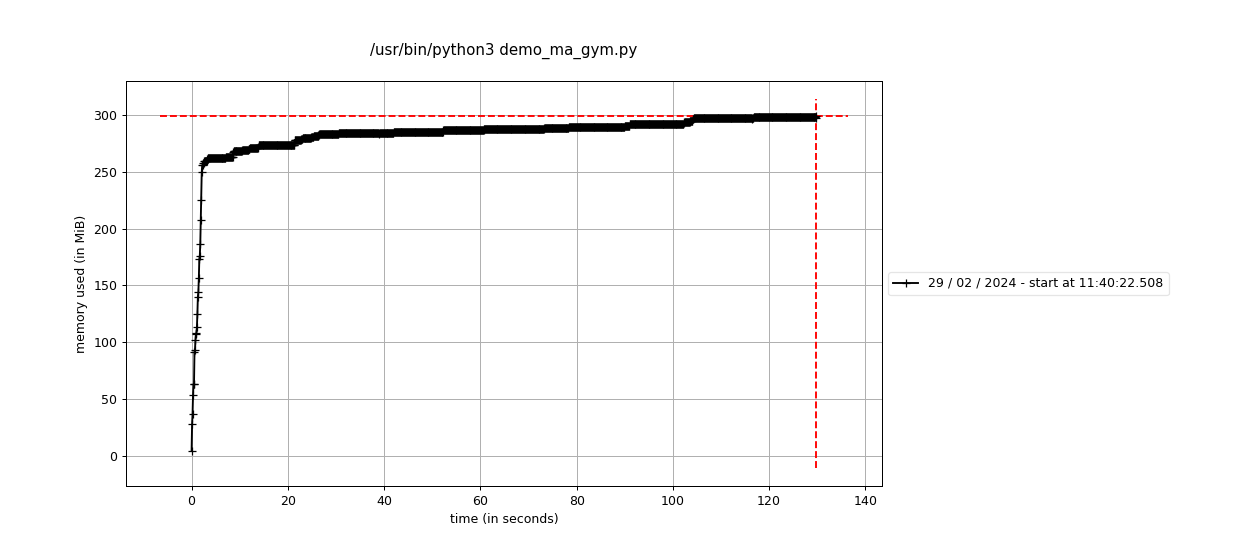 /usr/bin/python3 demo_ma_gym.py
300
250
200
150
100
50
0
memory used (in MiB)
0 20 40 60 80 100 120 140
time (in seconds)
29 / 02 / 2024 - start at 11:40:22.508